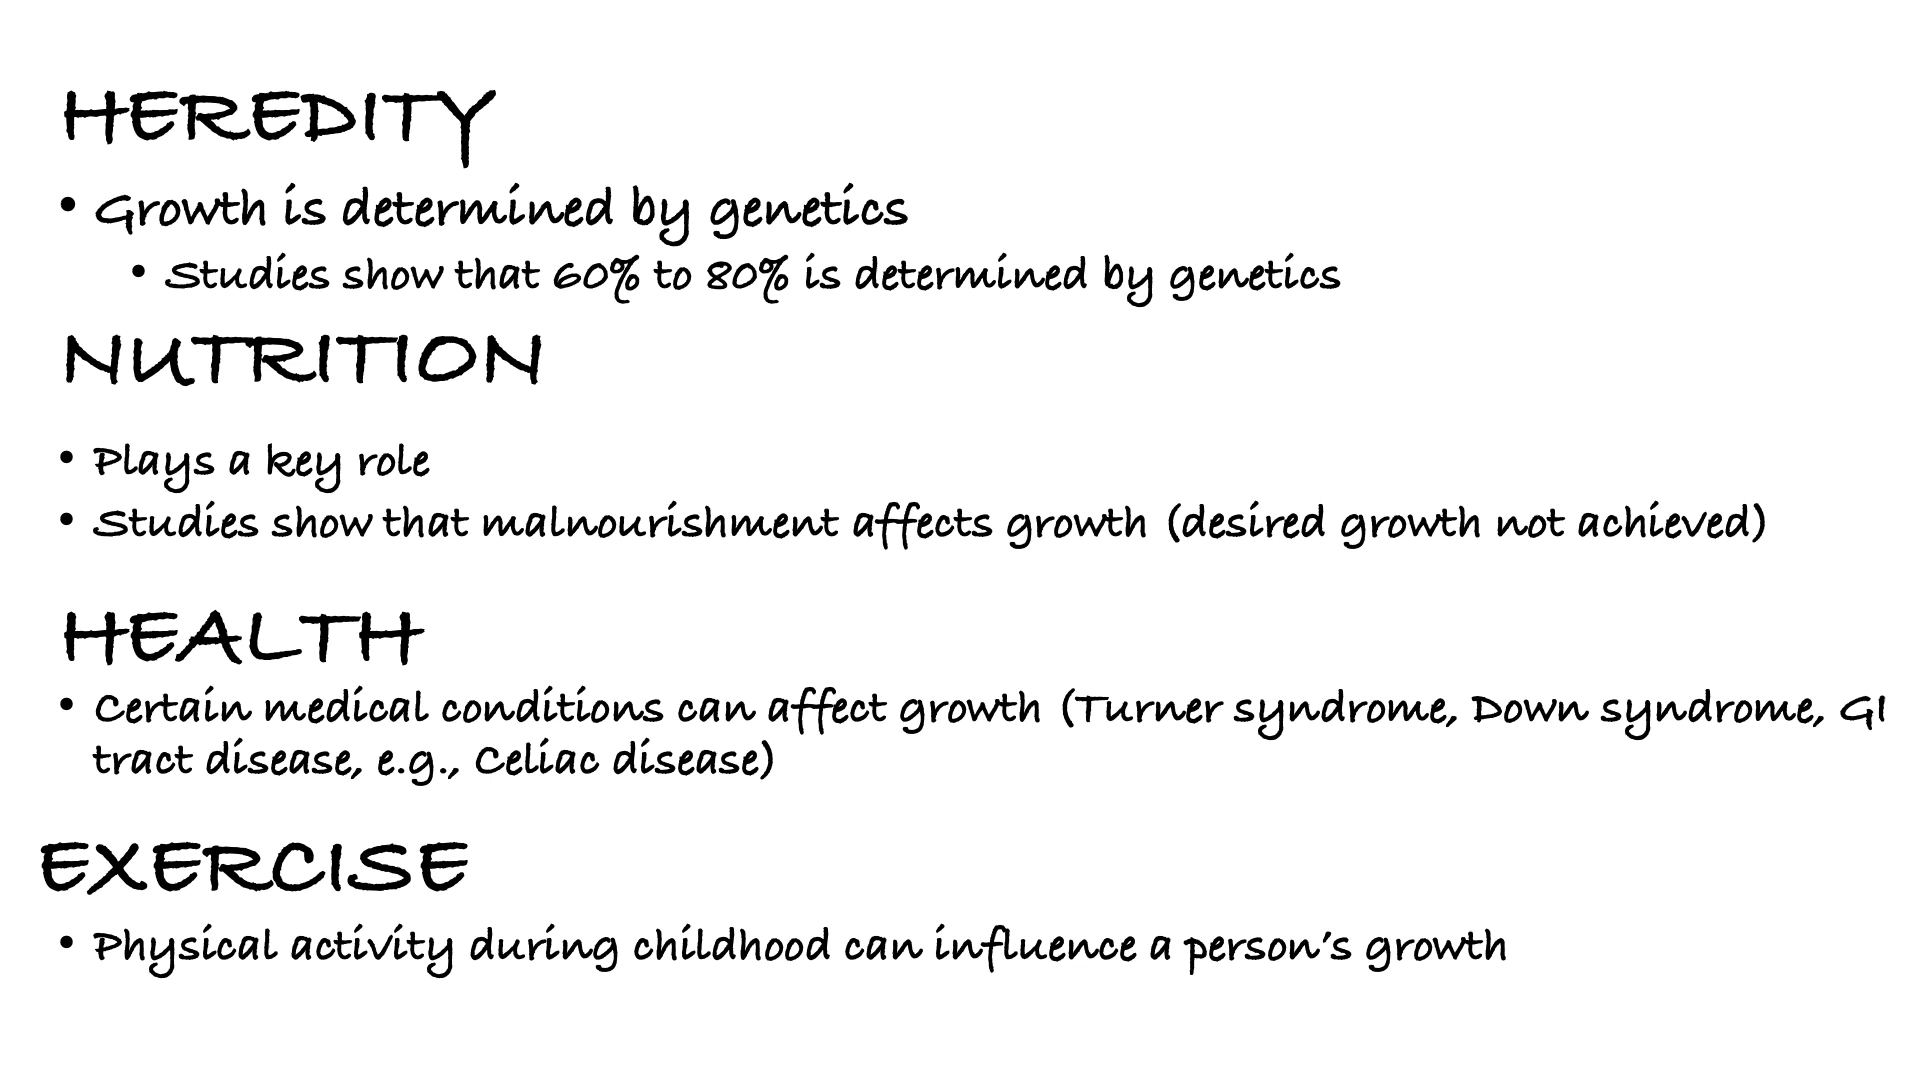 HEREDITY
• Growth is determined by genetics
• Studies show that 60% to 80% is determined by genetics
NUTRITION
• Plays a key role
• Studies show that malnourishment affects growth (desired growth not achieved)
HEALTH
• Certain medical conditions can affect growth (Turner syndrome, Down syndrome, GI
tract disease, e.g., Celiac disease)
EXERCISE
• Physical activity during childhood can influence a person’s growth